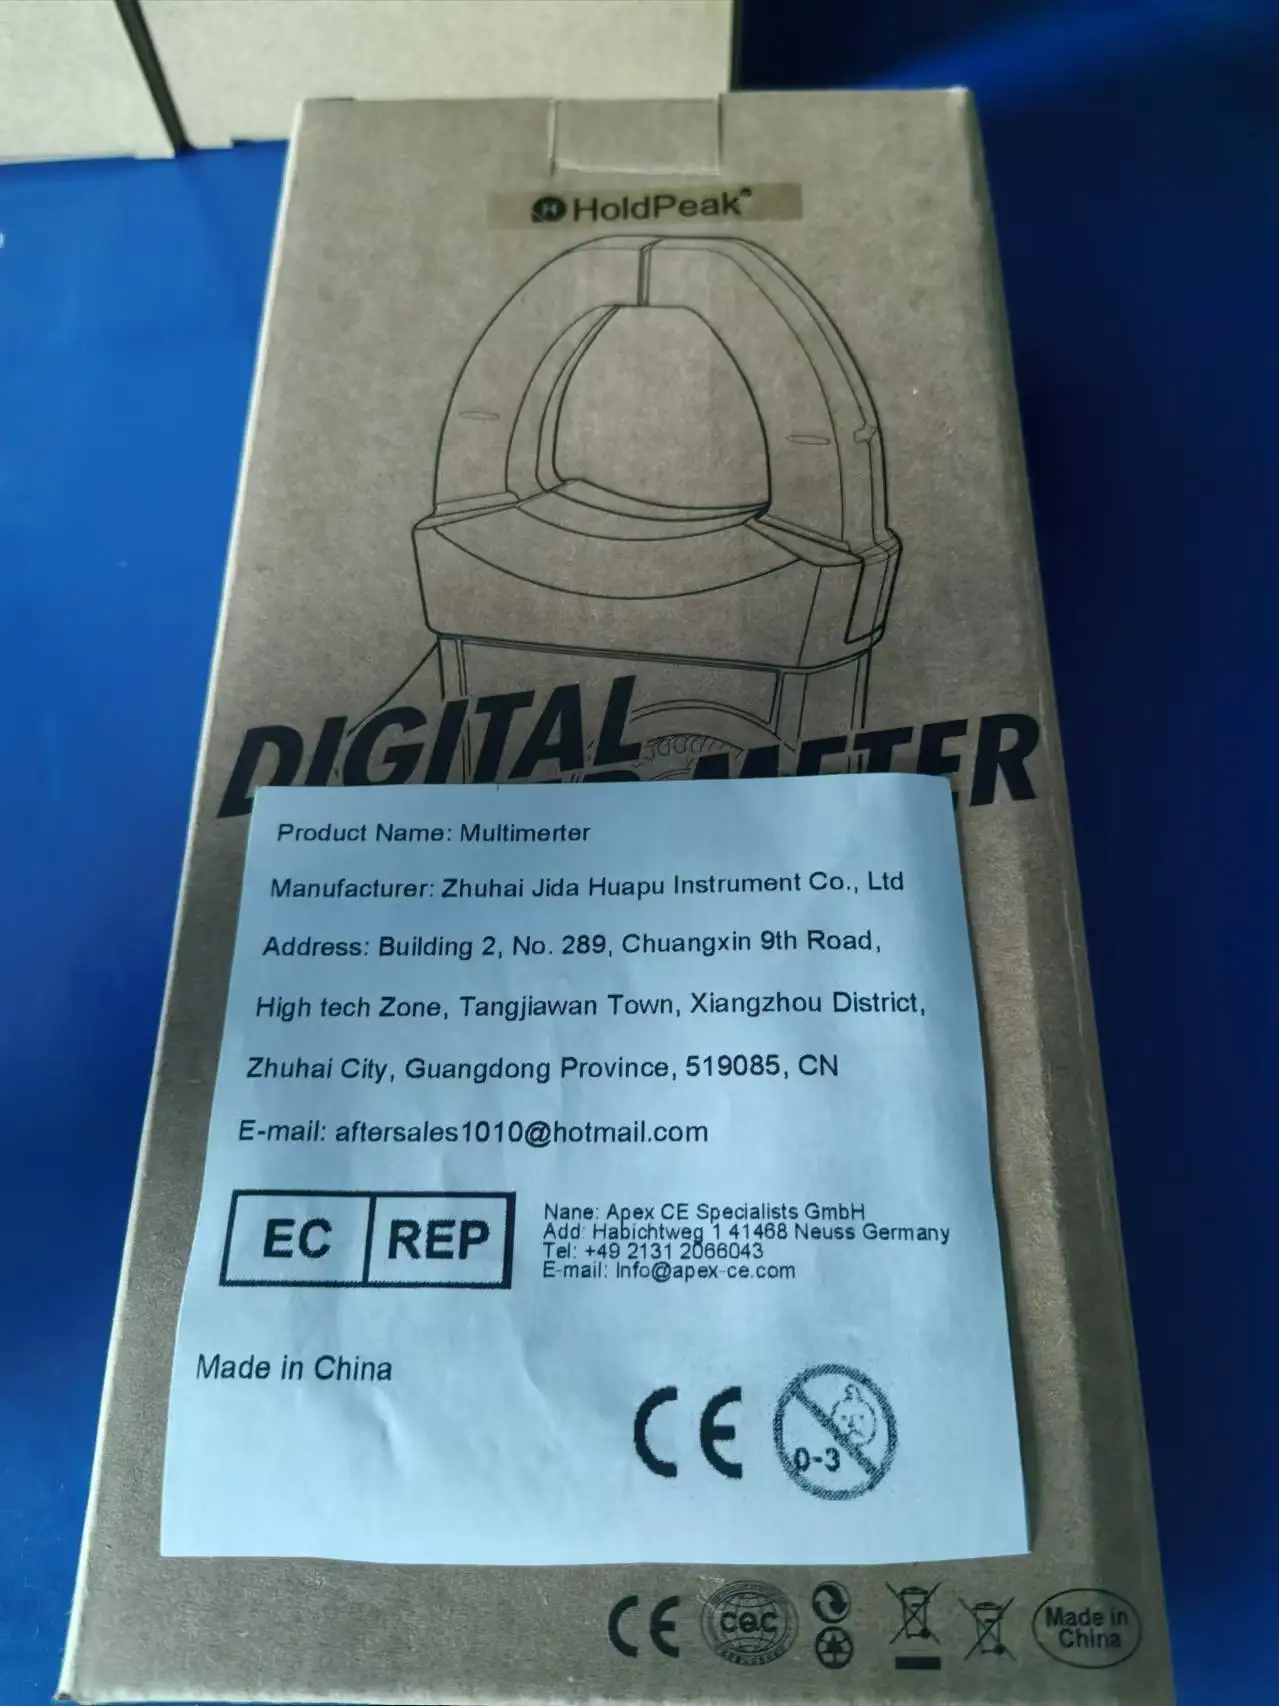 HoldPeak®
DIGITAL
METER
Product Name: Multimerter
Manufacturer: Zhuhai Jida Huapu Instrument Co., Ltd
Address: Building 2, No. 289, Chuangxin 9th Road,
High tech Zone, Tangjiawan Town, Xiangzhou District,
Zhuhai City, Guangdong Province, 519085, CN
E-mail: aftersales1010@hotmail.com
EC REP
Nane: Apex CE Specialists GmbH
Add: Habichtweg 1 41468 Neuss Germany
Tel: +49 2131 2066043
E-mail: Info@apex-ce.com
Made in China
CE
0-3
CE
CQC
Made in
China